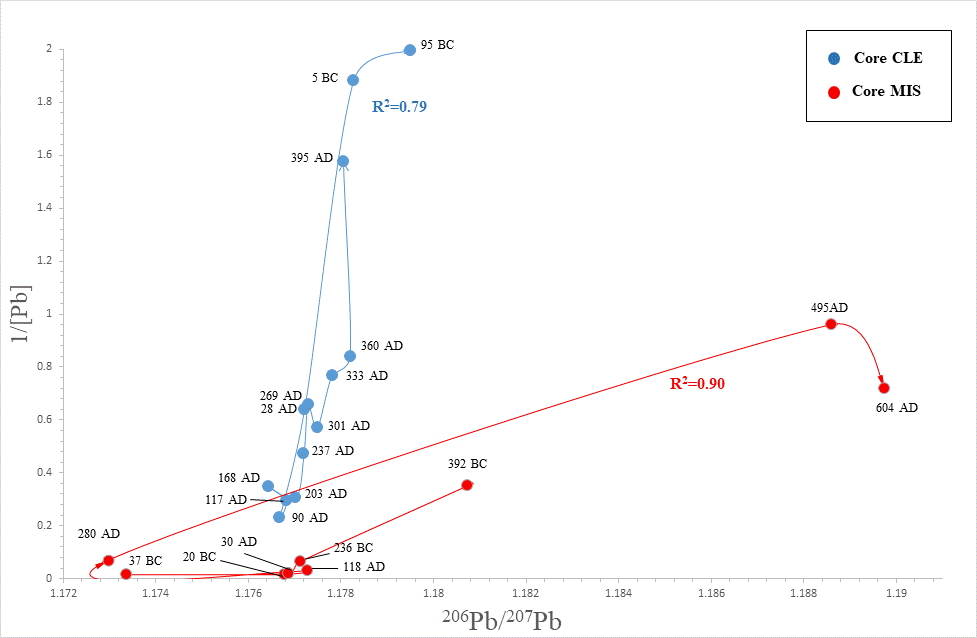 Core CLE
Core MIS
95 BC
5 BC
R²=0.79
395 AD
495AD
360 AD
333 AD
R²=0.90
269 AD
28 AD
604 AD
301 AD
237 AD
392 BC
168 AD
203 AD
117 AD
90 AD
280 AD
30 AD
236 BC
37 BC
20 BC
118 AD
2
1.8
1.6
1.4
1.2
1
0.8
0.6
0.4
0.2
0
1/[Pb]
1.172 1.174 1.176 1.178 1.18 1.182 1.184 1.186 1.188 1.19
²⁰⁶Pb/²⁰⁷Pb